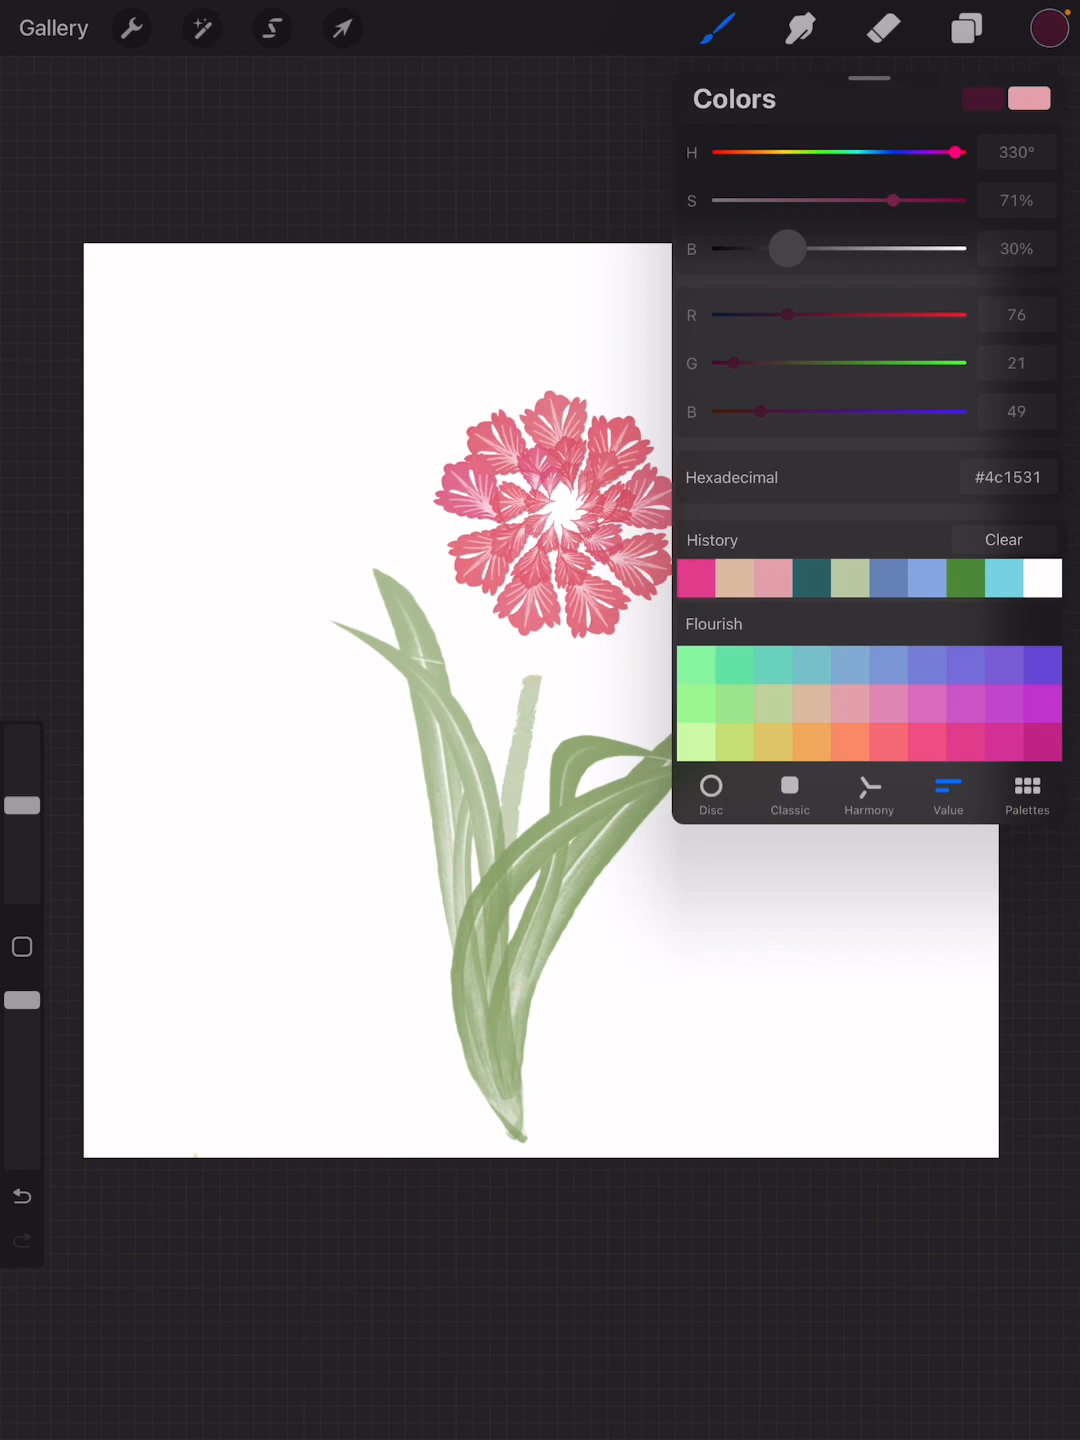 Gallery
Colors
H 330°
S 71%
B 30%
R 76
G 21
B 49
Hexadecimal #4c1531
History Clear
Flourish
Disc Classic Harmony Value Palettes